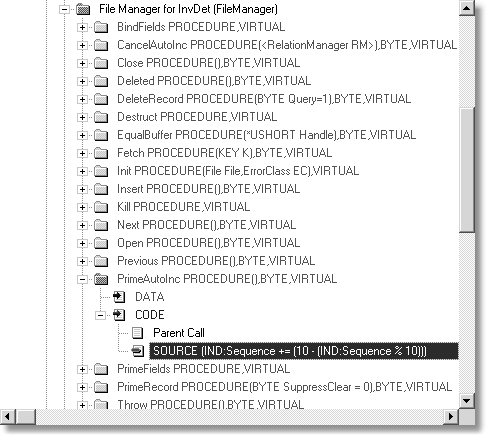 File Manager for InvDet (FileManager)
BindFields PROCEDURE,VIRTUAL
CancelAutoInc PROCEDURE(<RelationManager RM>),BYTE,VIRTUAL
Close PROCEDURE(),BYTE,VIRTUAL
Deleted PROCEDURE(),BYTE,VIRTUAL
DeleteRecord PROCEDURE(BYTE Query=1),BYTE,VIRTUAL
Destruct PROCEDURE,VIRTUAL
EqualBuffer PROCEDURE(*USHORT Handle),BYTE,VIRTUAL
Fetch PROCEDURE(KEY K),BYTE,VIRTUAL
Init PROCEDURE(File File,ErrorClass EC),VIRTUAL
Insert PROCEDURE(),BYTE,VIRTUAL
Kill PROCEDURE,VIRTUAL
Next PROCEDURE(),BYTE,VIRTUAL
Open PROCEDURE(),BYTE,VIRTUAL
Previous PROCEDURE(),BYTE,VIRTUAL
PrimeAutoInc PROCEDURE(),BYTE,VIRTUAL
DATA
CODE
Parent Call
SOURCE (IND:Sequence += (10 - (IND:Sequence % 10)))
PrimeFields PROCEDURE,VIRTUAL
PrimeRecord PROCEDURE(BYTE SuppressClear = 0),BYTE,VIRTUAL
Throw PROCEDURE(),BYTE,VIRTUAL